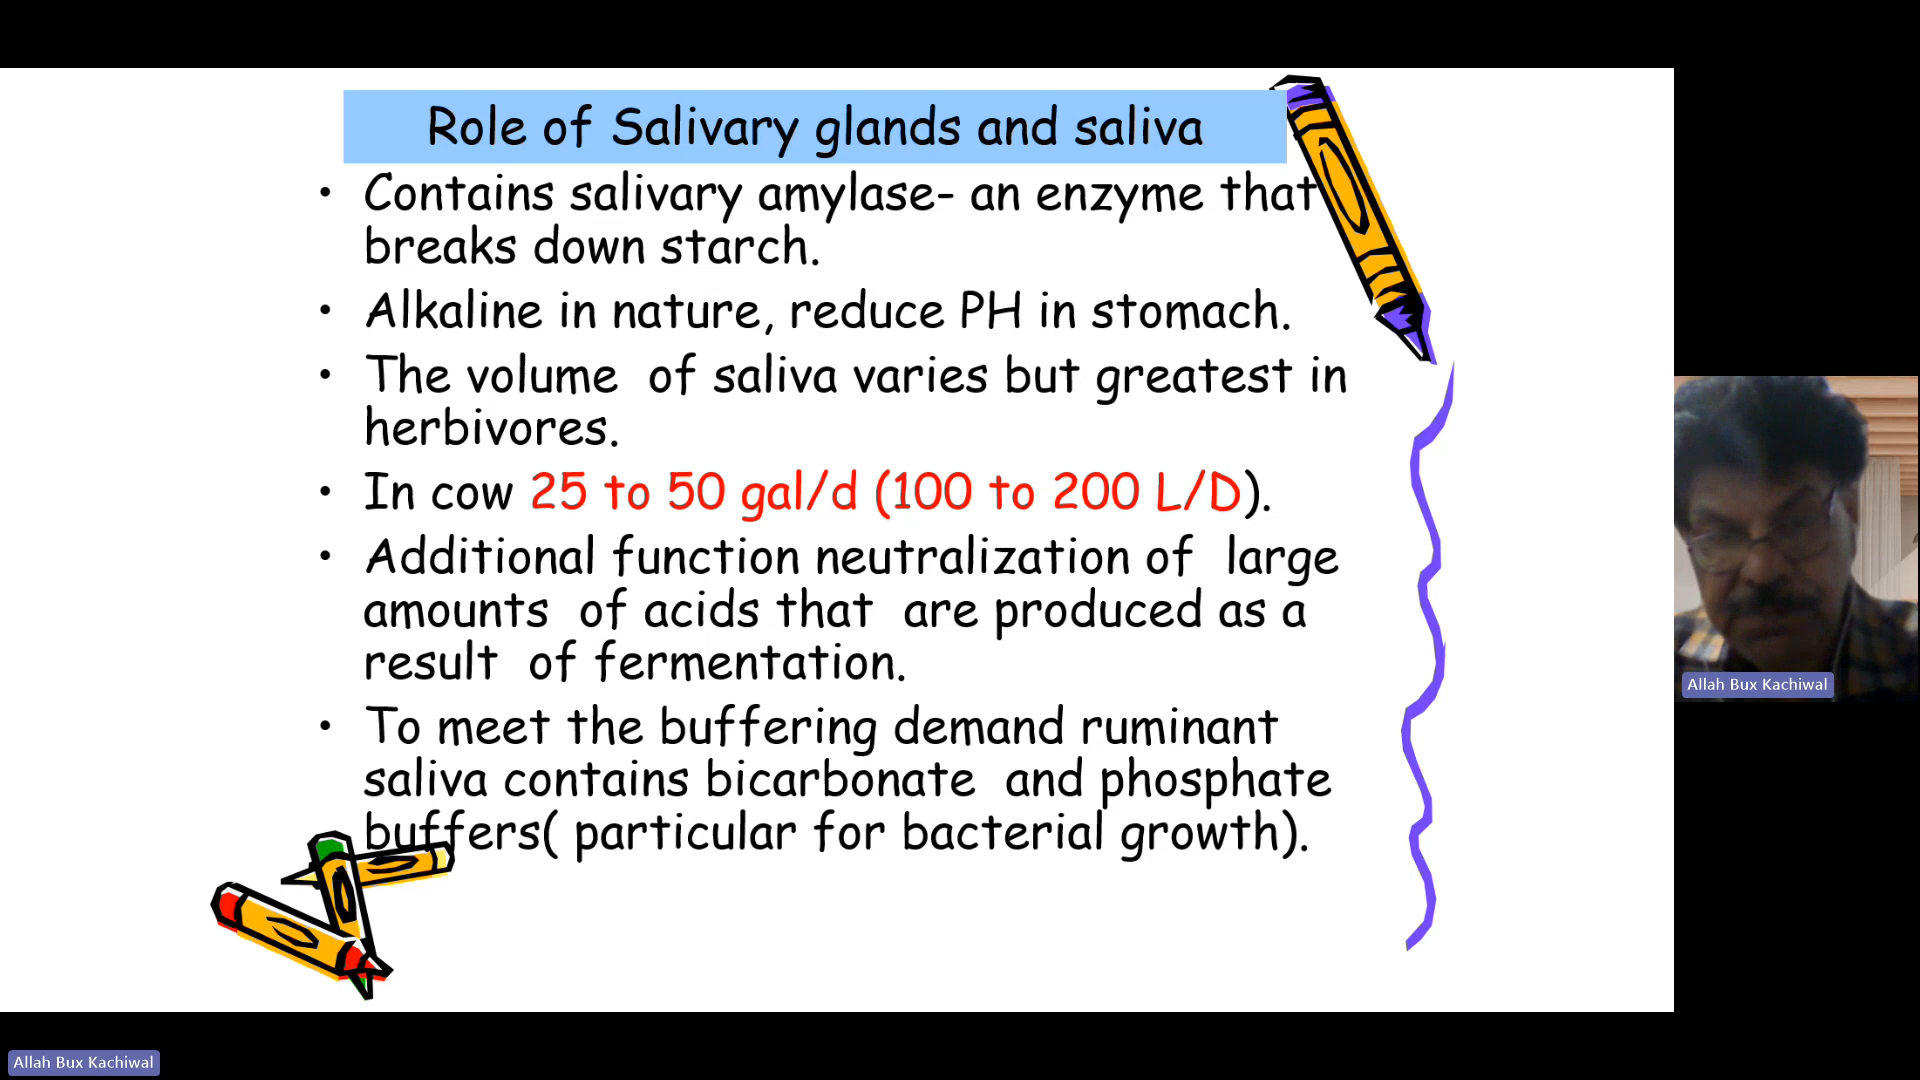 Role of Salivary glands and saliva
• Contains salivary amylase- an enzyme that
breaks down starch.
• Alkaline in nature, reduce PH in stomach.
• The volume of saliva varies but greatest in
herbivores.
• In cow 25 to 50 gal/d (100 to 200 L/D).
• Additional function neutralization of large
amounts of acids that are produced as a
result of fermentation.
• To meet the buffering demand ruminant
saliva contains bicarbonate and phosphate
buffers( particular for bacterial growth).
Allah Bux Kachiwal
Allah Bux Kachiwal